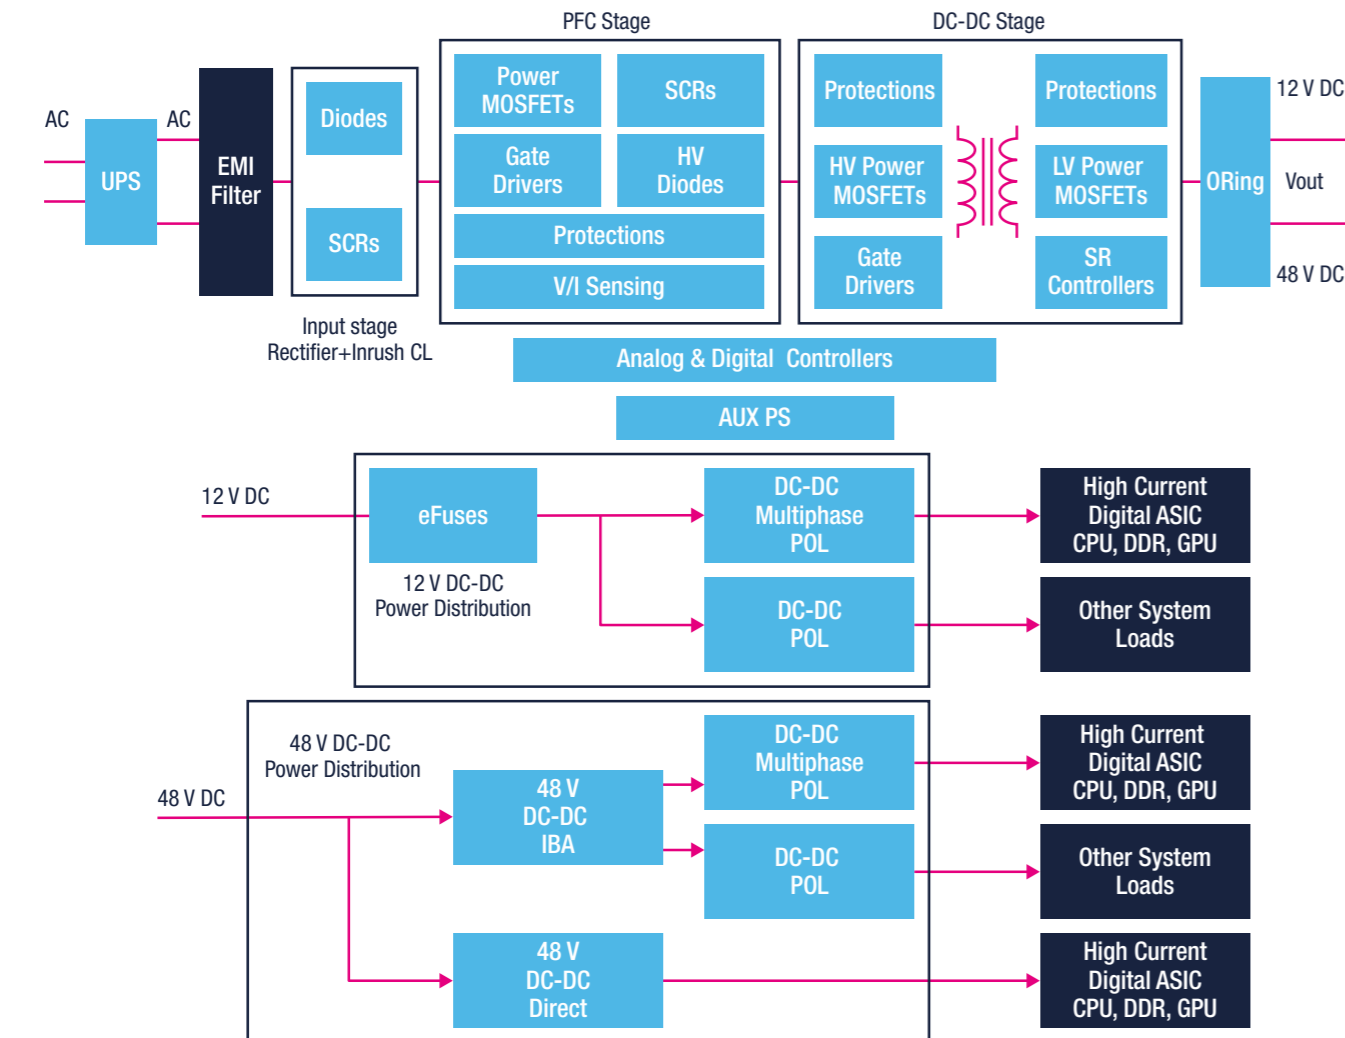 PFC Stage
DC-DC Stage
AC
AC
UPS
EMI
Filter
Diodes
SCRs
Input stage
Rectifier+Inrush CL
Power
MOSFETs
SCRs
Gate
Drivers
HV
Diodes
Protections
V/I Sensing
Protections
HV Power
MOSFETs
Gate
Drivers
Protections
LV Power
MOSFETs
SR
Controllers
ORing
12 V DC
Vout
48 V DC
Analog & Digital Controllers
AUX PS
12 V DC
eFuses
12 V DC-DC
Power Distribution
DC-DC
Multiphase
POL
High Current
Digital ASIC
CPU, DDR, GPU
DC-DC
POL
Other System
Loads
48 V DC-DC
Power Distribution
48 V DC
48 V
DC-DC
IBA
DC-DC
Multiphase
POL
High Current
Digital ASIC
CPU, DDR, GPU
DC-DC
POL
Other System
Loads
48 V
DC-DC
Direct
High Current
Digital ASIC
CPU, DDR, GPU